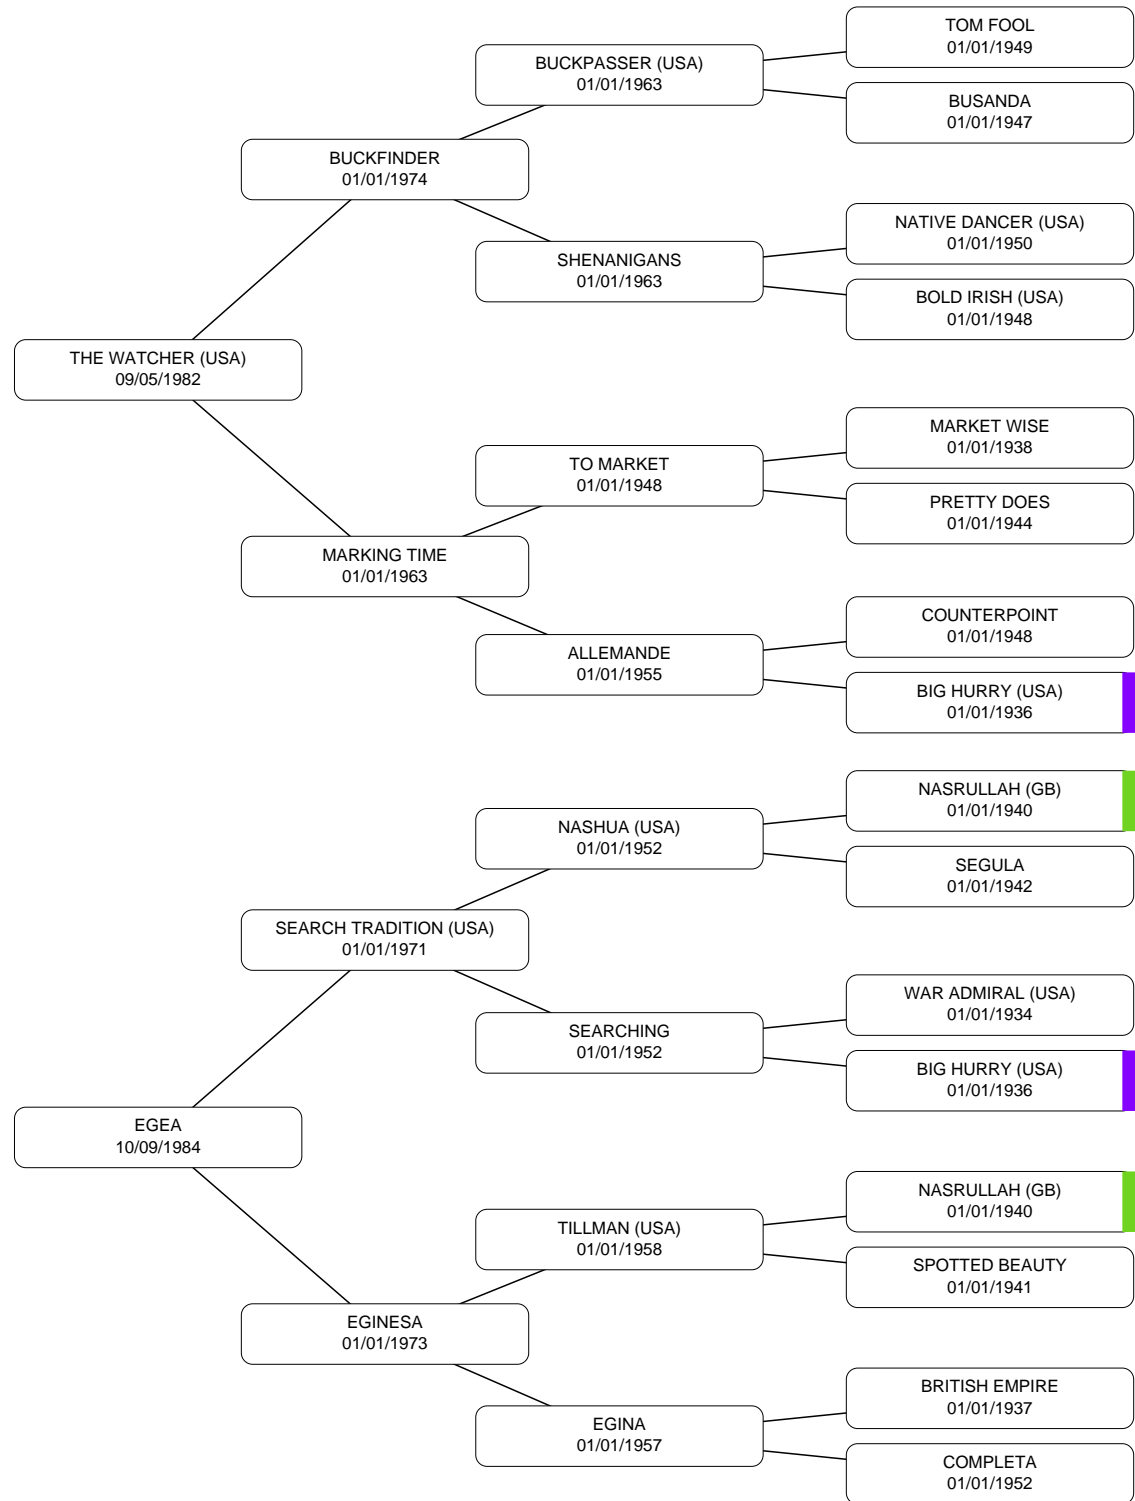 TOM FOOL
01/01/1949
BUCKPASSER (USA)
01/01/1963
BUSANDA
01/01/1947
BUCKFINDER
01/01/1974
NATIVE DANCER (USA)
01/01/1950
SHENANIGANS
01/01/1963
BOLD IRISH (USA)
01/01/1948
THE WATCHER (USA)
09/05/1982
MARKET WISE
01/01/1938
TO MARKET
01/01/1948
PRETTY DOES
01/01/1944
MARKING TIME
01/01/1963
COUNTERPOINT
01/01/1948
ALLEMANDE
01/01/1955
BIG HURRY (USA)
01/01/1936
NASRULLAH (GB)
01/01/1940
NASHUA (USA)
01/01/1952
SEGULA
01/01/1942
SEARCH TRADITION (USA)
01/01/1971
WAR ADMIRAL (USA)
01/01/1934
SEARCHING
01/01/1952
BIG HURRY (USA)
01/01/1936
EGEA
10/09/1984
NASRULLAH (GB)
01/01/1940
TILLMAN (USA)
01/01/1958
SPOTTED BEAUTY
01/01/1941
EGINESA
01/01/1973
BRITISH EMPIRE
01/01/1937
EGINA
01/01/1957
COMPLETA
01/01/1952